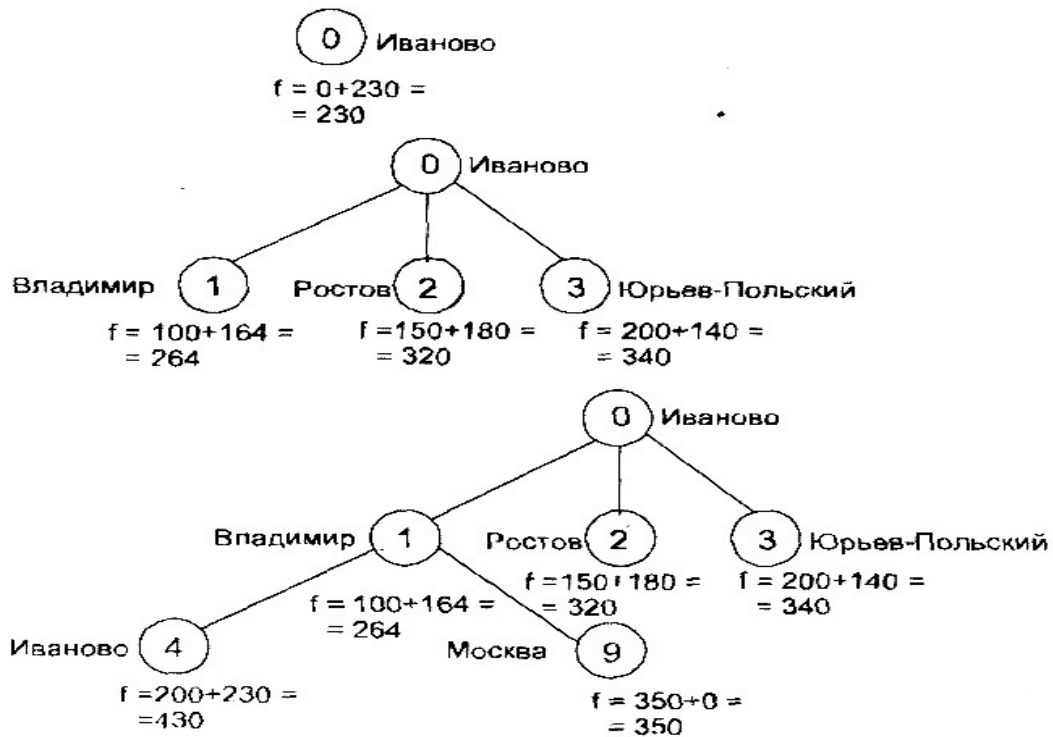 0 Иваново
f = 0+230 =
= 230
0 Иваново
Владимир 1 Ростов 2 3 Юрьев-Польский
f = 100+164 = f =150+180 = f = 200+140 =
= 264 = 320 = 340
0 Иваново
Владимир 1 Ростов 2 3 Юрьев-Польский
f = 100+164 = f =150+180 = f = 200+140 =
= 264 = 320 = 340
Иваново 4 Москва 9
f =200+230 = f = 350+0 =
=430 = 350